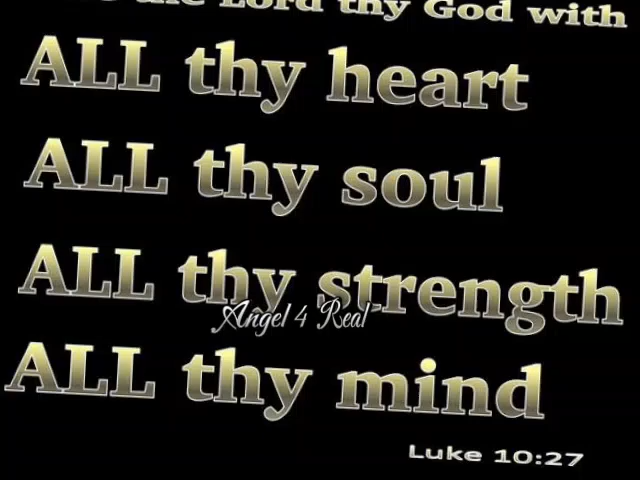 the Lord thy God with
ALL thy heart
ALL thy soul
ALL thy strength
Angel 4 Real
ALL thy mind
Luke 10:27